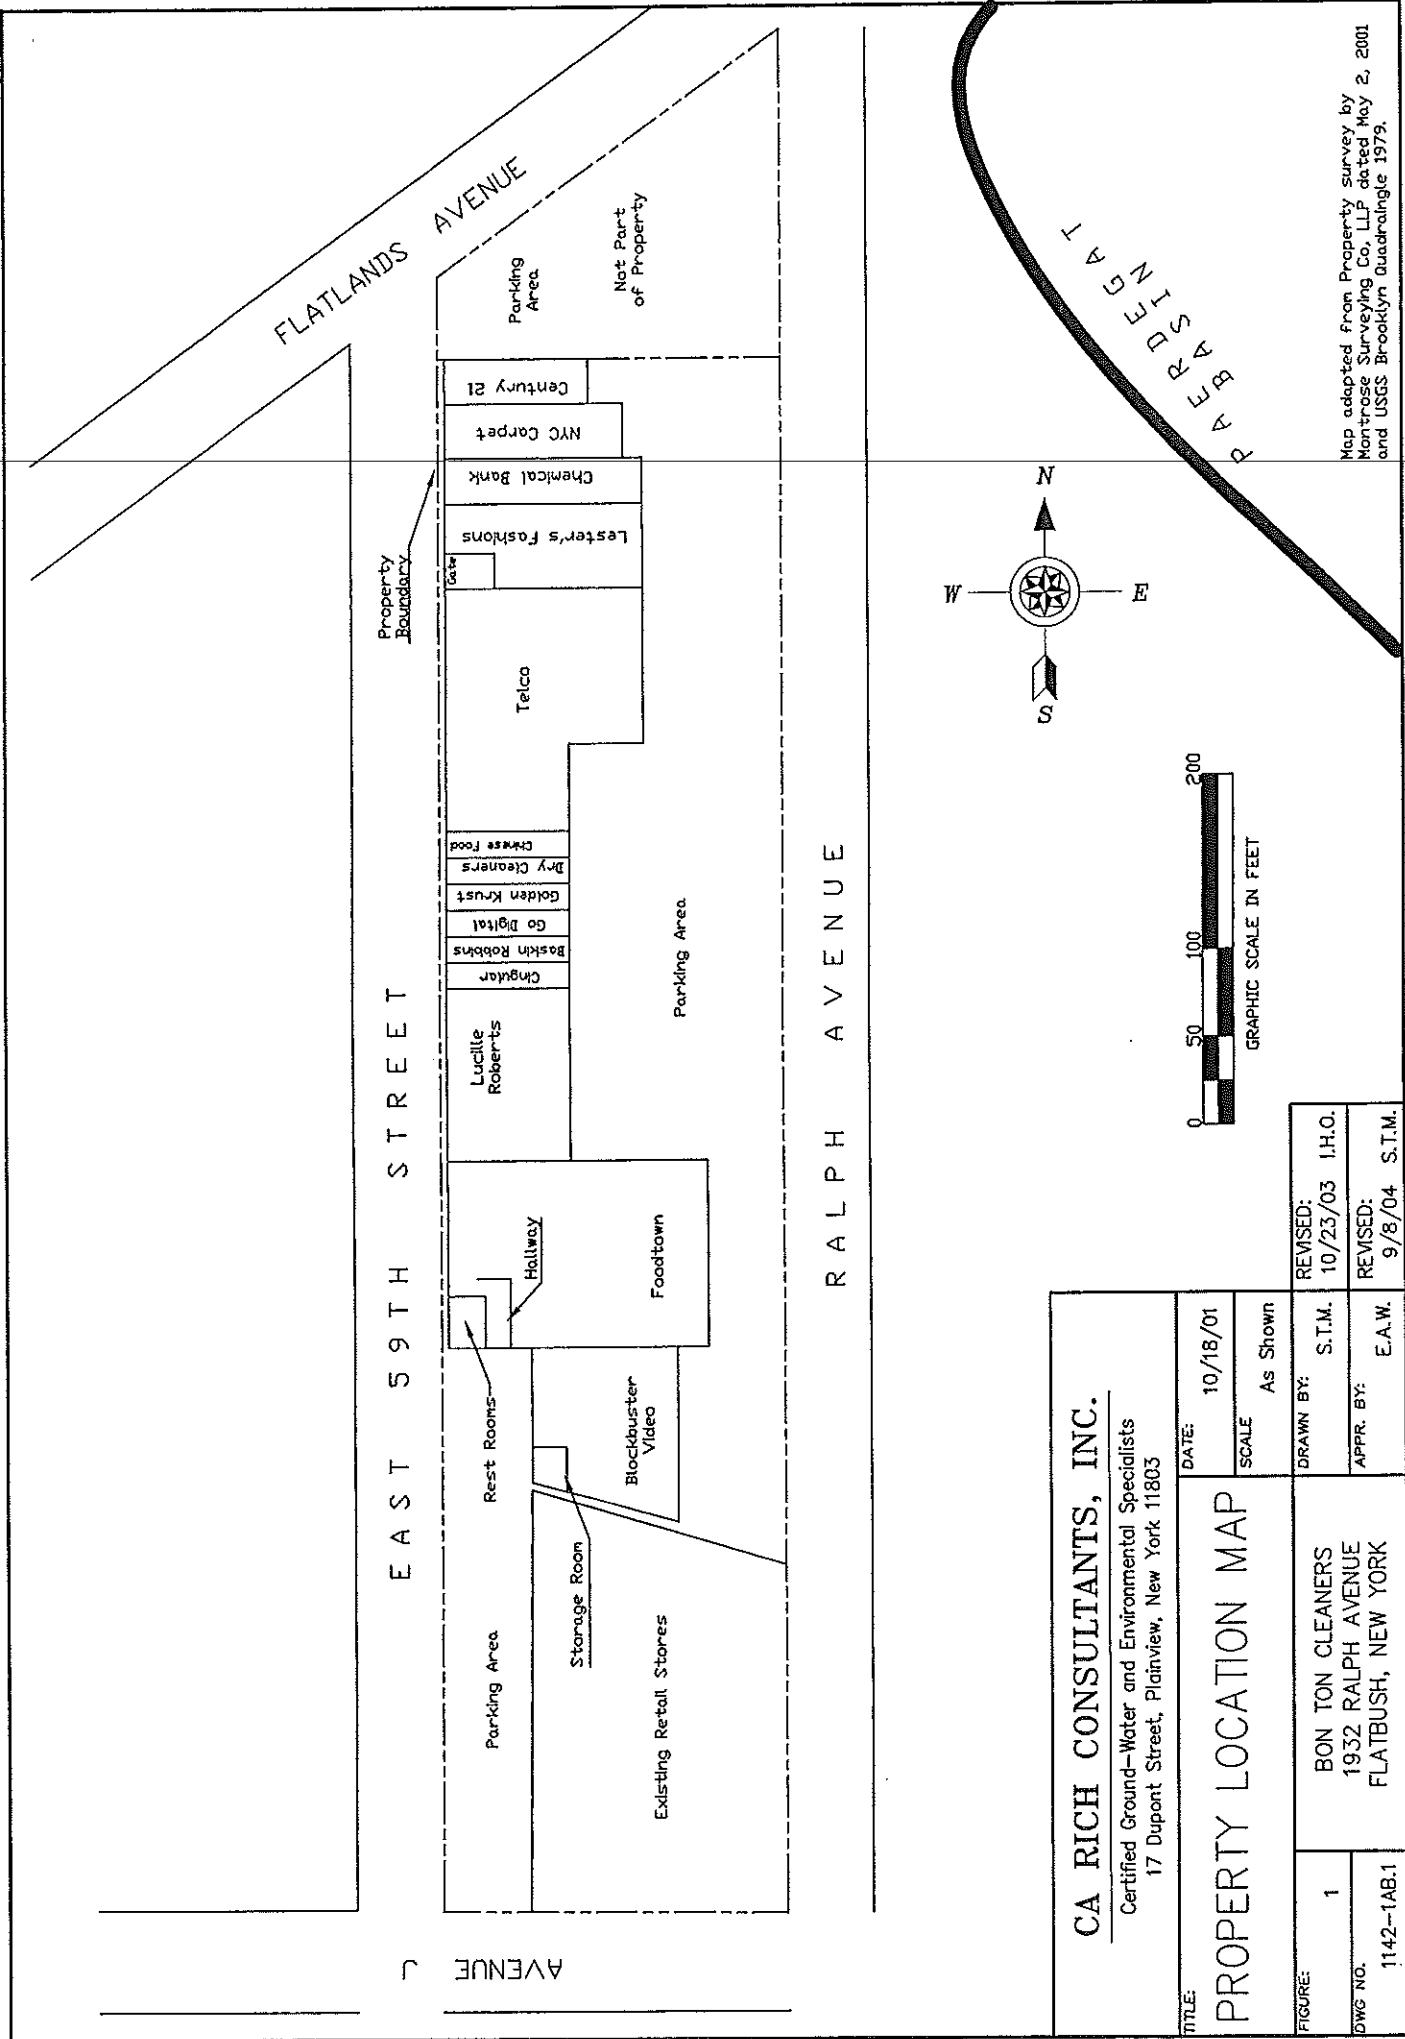 FLATLANDS AVENUE
Property
Boundary
EAST 59TH STREET
AVENUE J
Parking Area
Existing Retail Stores
Storage Room
Rest Rooms
Blockbuster
Video
Hallway
Foodtown
Lucille
Roberts
Cingular
Baskin Robbins
Go Digital
Golden Krust
Dry Cleaners
Chinese Food
Parking Area
Telco
Gate
Lester's Fashions
Chemical Bank
NYC Carpet
Century 21
Parking
Area
Not Part
of Property
RALPH AVENUE
PAERDEGAT
BASIN
N
W
E
S
0 50 100 200
GRAPHIC SCALE IN FEET
Map adapted from Property survey by
Montrose Surveying Co, LLP dated May 2, 2001
and USGS Brooklyn Quadraingle 1979.
CA RICH CONSULTANTS, INC.
Certified Ground-Water and Environmental Specialists
17 Dupont Street, Plainview, New York 11803
TITLE:
PROPERTY LOCATION MAP
DATE:
10/18/01
SCALE
As Shown
FIGURE:
1
DWG NO.
1142-1AB.1
BON TON CLEANERS
1932 RALPH AVENUE
FLATBUSH, NEW YORK
DRAWN BY:
S.T.M.
APPR. BY:
E.A.W.
REVISED:
10/23/03 I.H.O.
REVISED:
9/8/04 S.T.M.